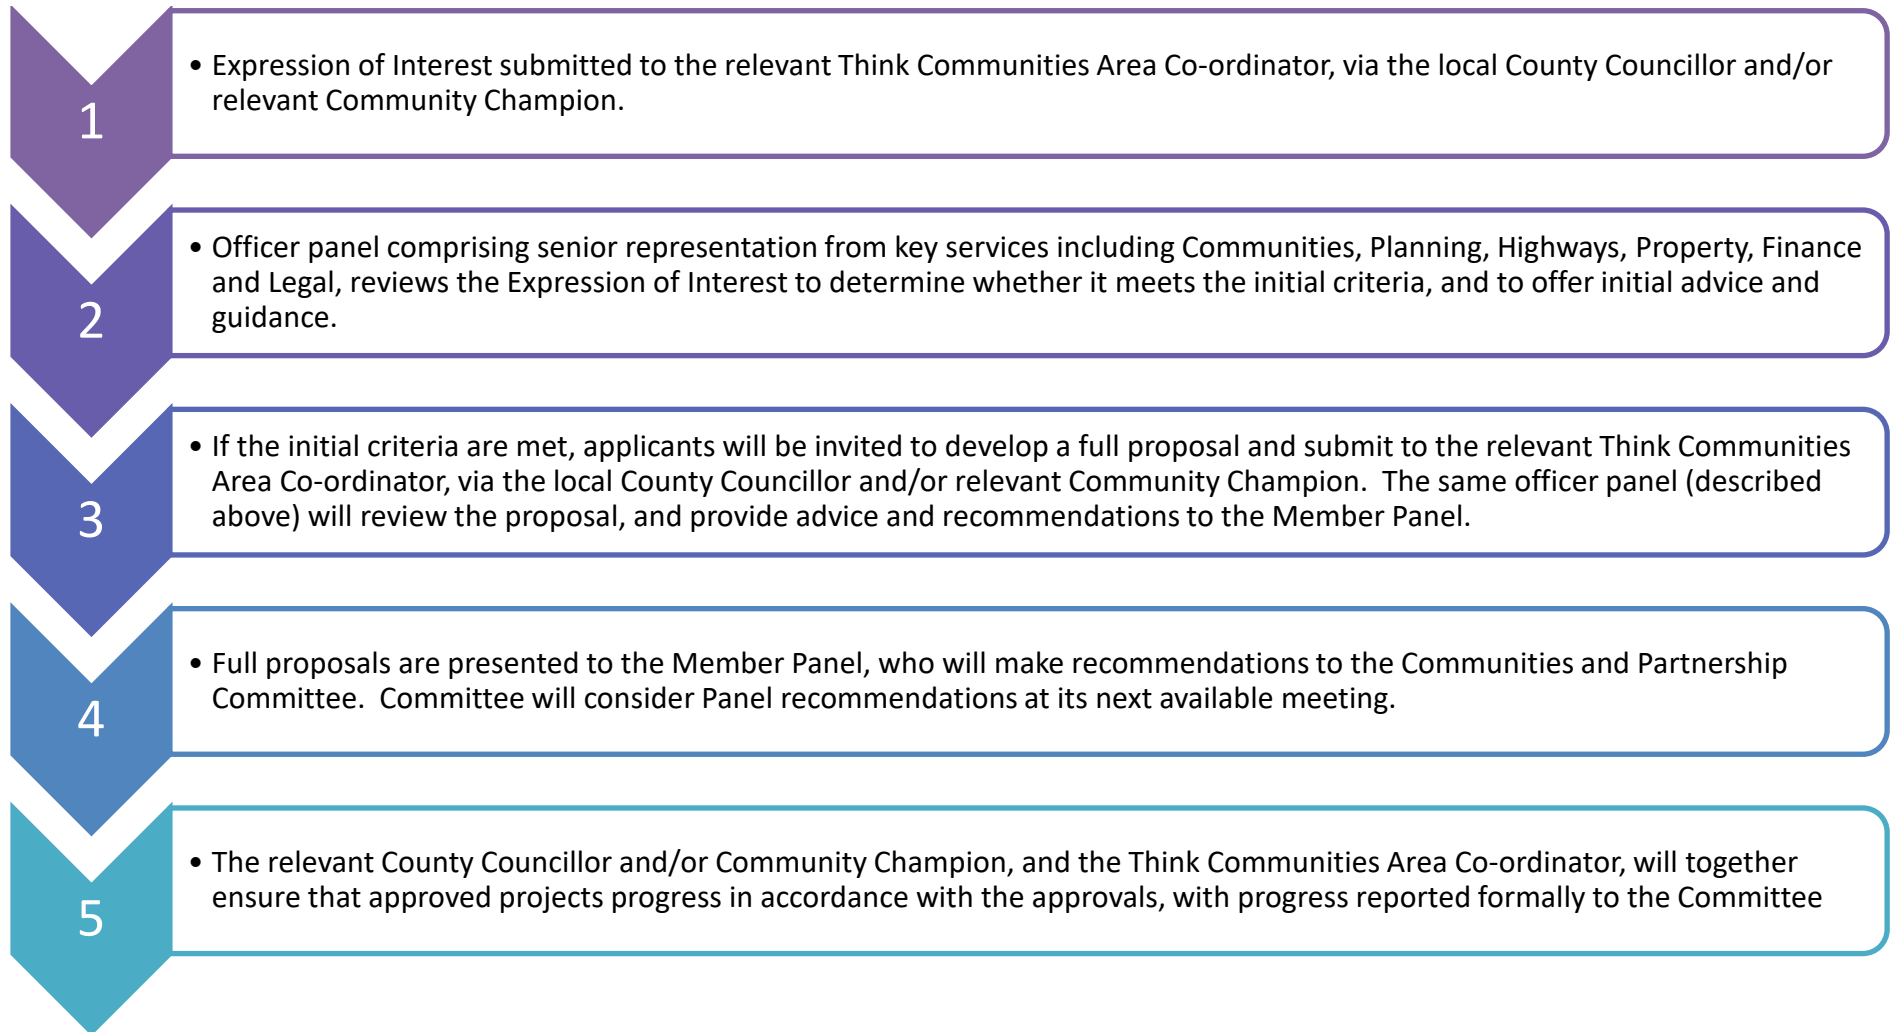 1
• Expression of Interest submitted to the relevant Think Communities Area Co-ordinator, via the local County Councillor and/or
relevant Community Champion.
2
• Officer panel comprising senior representation from key services including Communities, Planning, Highways, Property, Finance
and Legal, reviews the Expression of Interest to determine whether it meets the initial criteria, and to offer initial advice and
guidance.
3
• If the initial criteria are met, applicants will be invited to develop a full proposal and submit to the relevant Think Communities
Area Co-ordinator, via the local County Councillor and/or relevant Community Champion.  The same officer panel (described
above) will review the proposal, and provide advice and recommendations to the Member Panel.
4
• Full proposals are presented to the Member Panel, who will make recommendations to the Communities and Partnership
Committee.  Committee will consider Panel recommendations at its next available meeting.
5
• The relevant County Councillor and/or Community Champion, and the Think Communities Area Co-ordinator, will together
ensure that approved projects progress in accordance with the approvals, with progress reported formally to the Committee